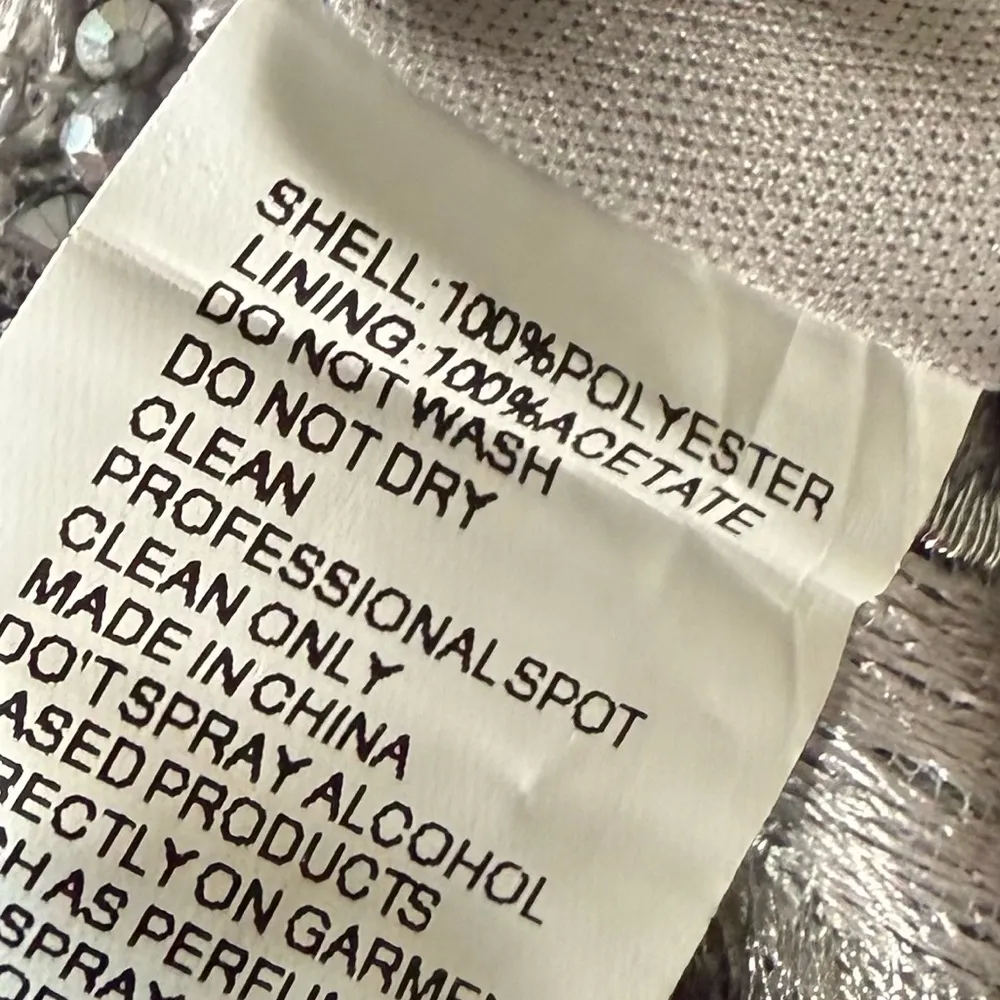 SHELL:100%POLYESTER
LINING:100%ACETATE
DO NOT WASH
DO NOT DRY
CLEAN
PROFESSIONAL SPOT
CLEAN ONLY
MADE IN CHINA
DO'T SPRAY ALCOHOL
ASED PRODUCTS
RECTLY ON GARME
H AS PERFU
SPRAY